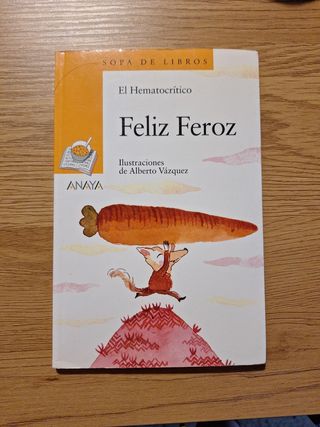 SOPA DE LIBROS
El Hematocrítico
Feliz Feroz
Ilustraciones
de Alberto Vázquez
ANAYA